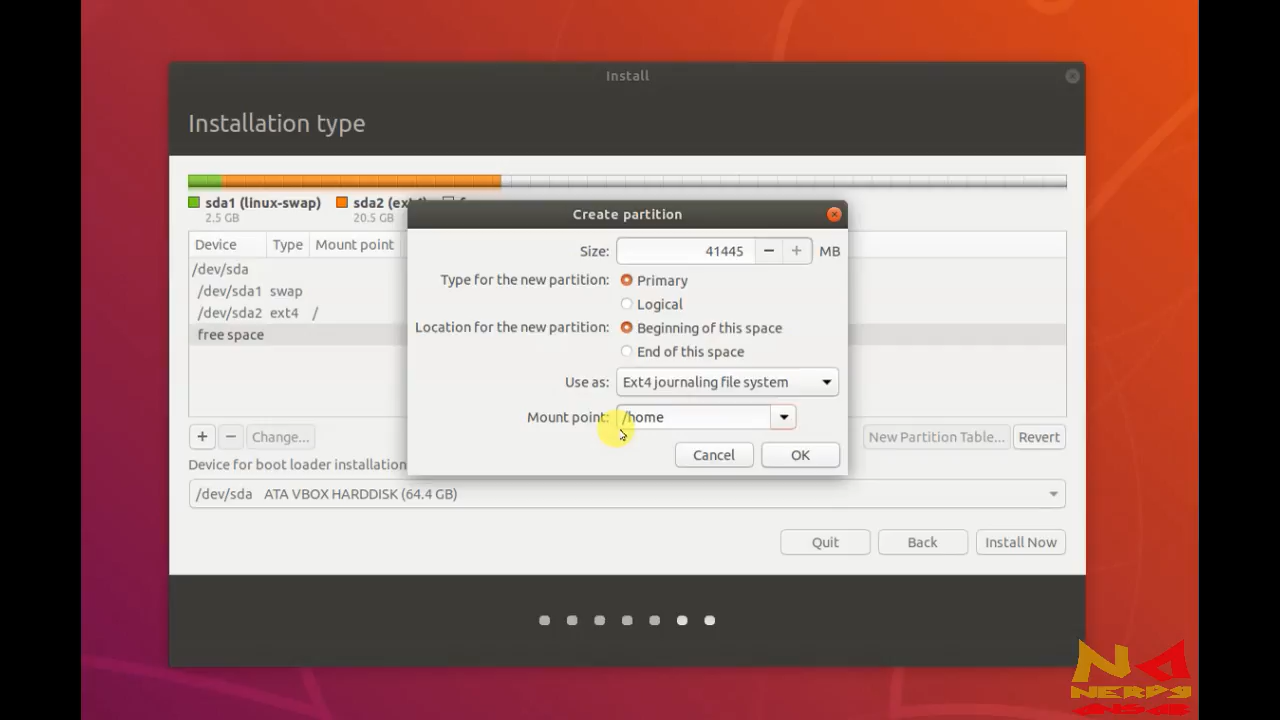 Install
Installation type
sda1 (linux-swap)
2.5 GB
sda2 (ext4)
20.5 GB
Device Type Mount point
/dev/sda
/dev/sda1 swap
/dev/sda2 ext4 /
free space
+ − Change...
New Partition Table... Revert
Device for boot loader installation
/dev/sda ATA VBOX HARDDISK (64.4 GB)
Quit Back Install Now
Create partition
Size: 41445 − + MB
Type for the new partition: Primary
Logical
Location for the new partition: Beginning of this space
End of this space
Use as: Ext4 journaling file system
Mount point: /home
Cancel OK
NA
NERDY
ANSAR